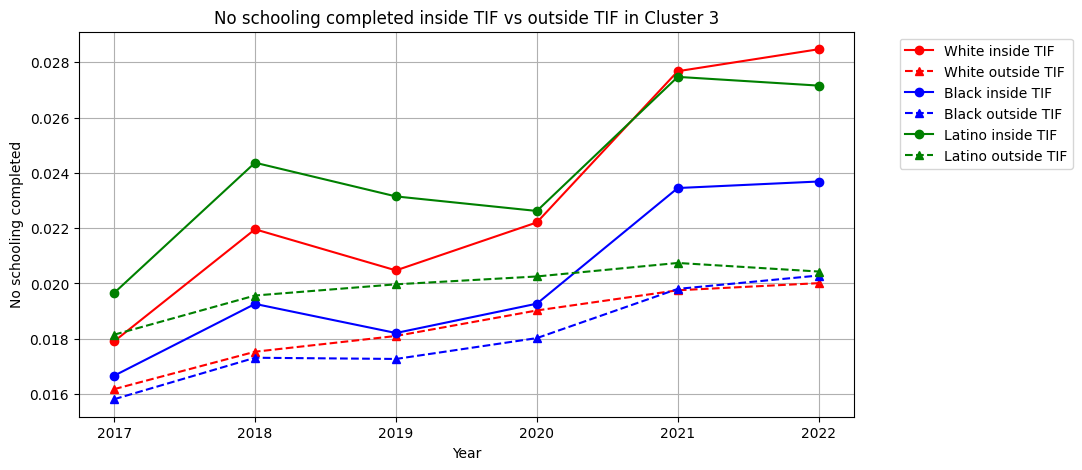 No schooling completed inside TIF vs outside TIF in Cluster 3
No schooling completed
0.028
0.026
0.024
0.022
0.020
0.018
0.016
2017 2018 2019 2020 2021 2022
Year
White inside TIF
White outside TIF
Black inside TIF
Black outside TIF
Latino inside TIF
Latino outside TIF